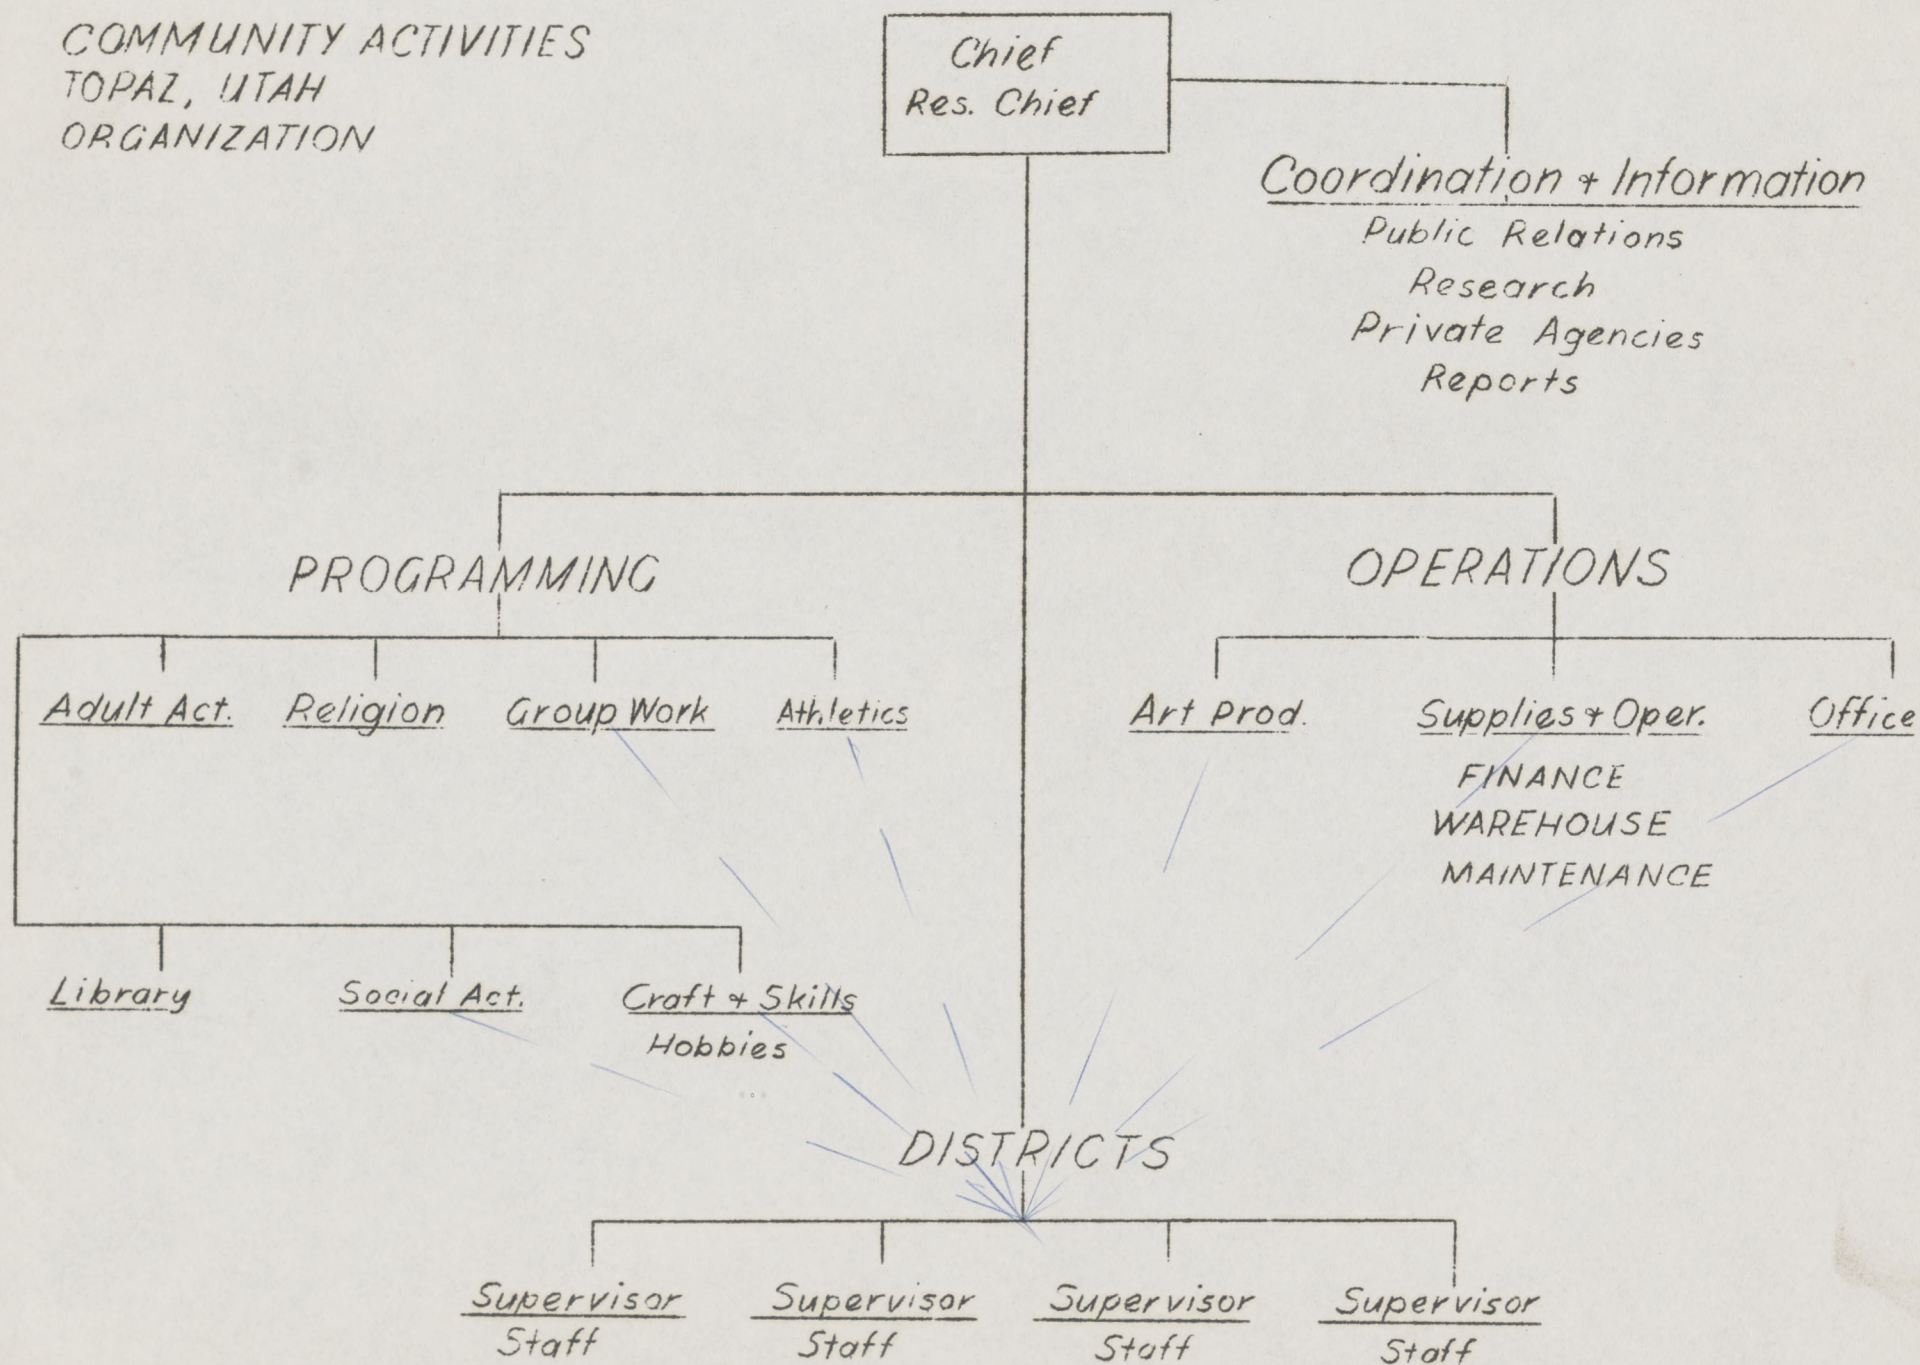 COMMUNITY ACTIVITIES
TOPAZ, UTAH
ORGANIZATION
Chief
Res. Chief
Coordination & Information
Public Relations
Research
Private Agencies
Reports
PROGRAMMING
OPERATIONS
Adult Act. Religion Group Work Athletics
Art Prod. Supplies & Oper. Office
FINANCE
WAREHOUSE
MAINTENANCE
Library Social Act. Craft & Skills
Hobbies
DISTRICTS
Supervisor Supervisor Supervisor Supervisor
Staff Staff Staff Staff